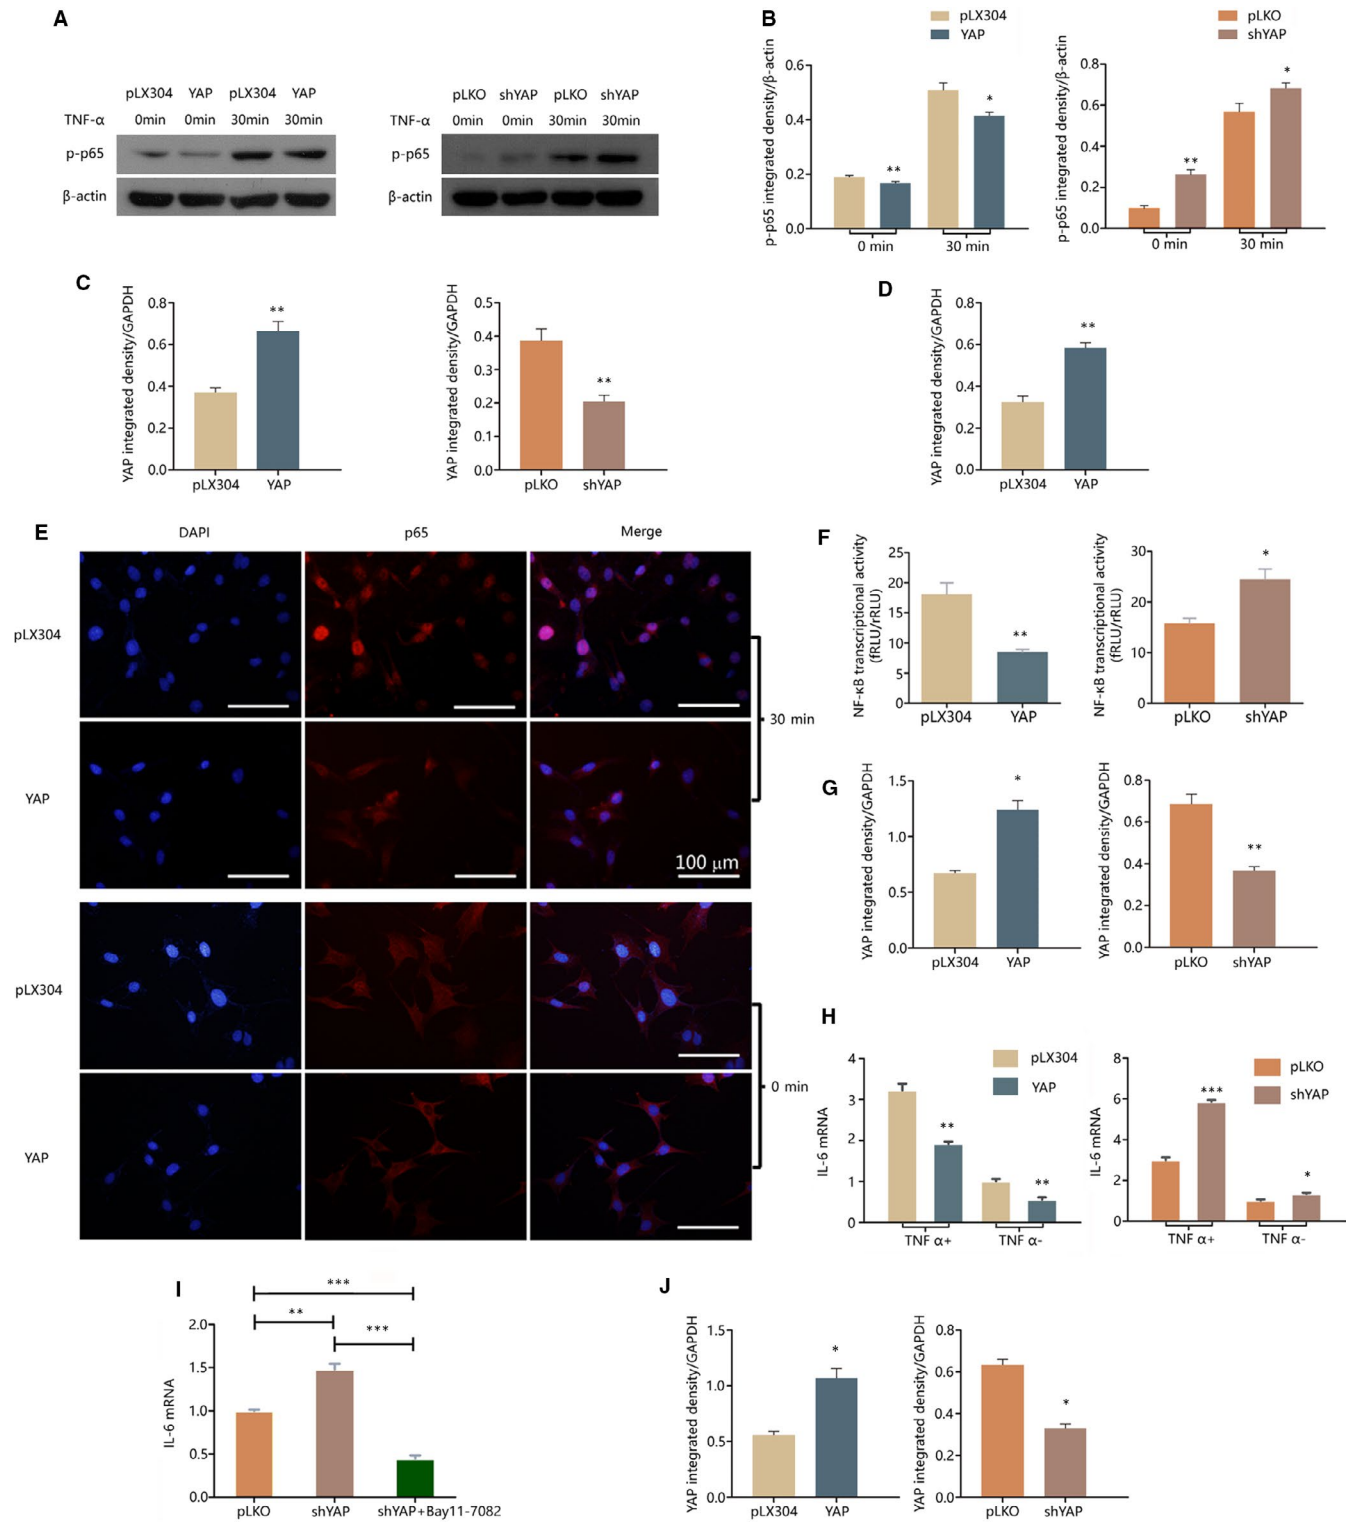 A
pLX304 YAP pLX304 YAP
TNF-α 0min 0min 30min 30min
p-p65
β-actin
pLKO shYAP pLKO shYAP
TNF-α 0min 0min 30min 30min
p-p65
β-actin
B
pLX304
YAP
p-p65 integrated density/β-actin
0.6
0.4
0.2
0.0
** *
0 min 30 min
pLKO
shYAP
p-p65 integrated density/β-actin
0.8
0.6
0.4
0.2
0.0
** *
0 min 30 min
C
YAP integrated density/GAPDH
0.8
0.6
0.4
0.2
0.0
**
pLX304 YAP
YAP integrated density/GAPDH
0.5
0.4
0.3
0.2
0.1
0.0
**
pLKO shYAP
D
YAP integrated density/GAPDH
0.8
0.6
0.4
0.2
0.0
**
pLX304 YAP
E
DAPI p65 Merge
pLX304
30 min
YAP
100 μm
pLX304
0 min
YAP
F
NF-κB transcriptional activity
(fRLU/rRLU)
25
20
15
10
5
0
**
pLX304 YAP
NF-κB transcriptional activity
(fRLU/rRLU)
30
20
10
0
*
pLKO shYAP
G
YAP integrated density/GAPDH
1.5
1.0
0.5
0.0
*
pLX304 YAP
YAP integrated density/GAPDH
0.8
0.6
0.4
0.2
0.0
**
pLKO shYAP
H
pLX304
YAP
IL-6 mRNA
4
3
2
1
0
** **
TNF α+ TNF α-
pLKO
shYAP
IL-6 mRNA
8
6
4
2
0
*** *
TNF α+ TNF α-
I
***
**
***
IL-6 mRNA
2.0
1.5
1.0
0.5
0.0
pLKO shYAP shYAP+Bay11-7082
J
YAP integrated density/GAPDH
1.5
1.0
0.5
0.0
*
pLX304 YAP
YAP integrated density/GAPDH
0.8
0.6
0.4
0.2
0.0
*
pLKO shYAP